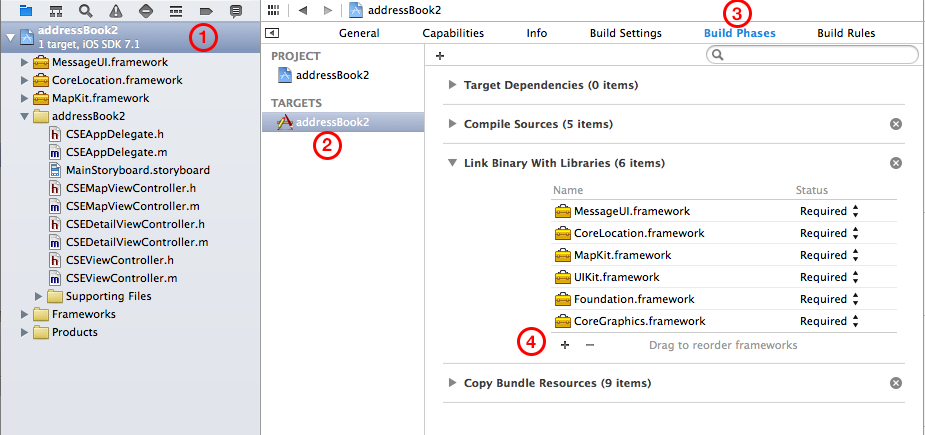 addressBook2
1 target, iOS SDK 7.1
1
MessageUI.framework
CoreLocation.framework
MapKit.framework
addressBook2
h CSEAppDelegate.h
m CSEAppDelegate.m
MainStoryboard.storyboard
h CSEMapViewController.h
m CSEMapViewController.m
h CSEDetailViewController.h
m CSEDetailViewController.m
h CSEViewController.h
m CSEViewController.m
Supporting Files
Frameworks
Products
addressBook2
3
General Capabilities Info Build Settings Build Phases Build Rules
PROJECT
addressBook2
TARGETS
addressBook2
2
+
Target Dependencies (0 items)
Compile Sources (5 items)
Link Binary With Libraries (6 items)
Name Status
MessageUI.framework Required
CoreLocation.framework Required
MapKit.framework Required
UIKit.framework Required
Foundation.framework Required
CoreGraphics.framework Required
4 + − Drag to reorder frameworks
Copy Bundle Resources (9 items)